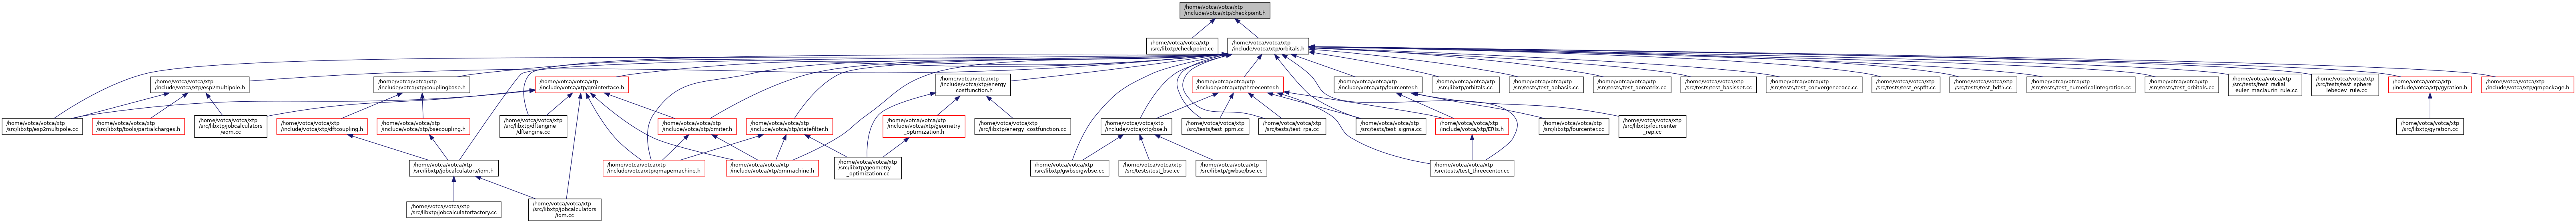 /home/votca/votca/xtp
/include/votca/xtp/checkpoint.h
/home/votca/votca/xtp
/src/libxtp/checkpoint.cc
/home/votca/votca/xtp
/include/votca/xtp/orbitals.h
/home/votca/votca/xtp
/include/votca/xtp/esp2multipole.h
/home/votca/votca/xtp
/include/votca/xtp/couplingbase.h
/home/votca/votca/xtp
/include/votca/xtp/qminterface.h
/home/votca/votca/xtp
/include/votca/xtp/energy
_costfunction.h
/home/votca/votca/xtp
/include/votca/xtp/threecenter.h
/home/votca/votca/xtp
/include/votca/xtp/fourcenter.h
/home/votca/votca/xtp
/src/libxtp/orbitals.cc
/home/votca/votca/xtp
/src/tests/test_aobasis.cc
/home/votca/votca/xtp
/src/tests/test_aomatrix.cc
/home/votca/votca/xtp
/src/tests/test_basisset.cc
/home/votca/votca/xtp
/src/tests/test_convergenceacc.cc
/home/votca/votca/xtp
/src/tests/test_espfit.cc
/home/votca/votca/xtp
/src/tests/test_hdf5.cc
/home/votca/votca/xtp
/src/tests/test_numericalintegration.cc
/home/votca/votca/xtp
/src/tests/test_orbitals.cc
/home/votca/votca/xtp
/src/tests/test_radial
_euler_maclaurin_rule.cc
/home/votca/votca/xtp
/src/tests/test_sphere
_lebedev_rule.cc
/home/votca/votca/xtp
/include/votca/xtp/gyration.h
/home/votca/votca/xtp
/include/votca/xtp/qmpackage.h
/home/votca/votca/xtp
/src/libxtp/esp2multipole.cc
/home/votca/votca/xtp
/src/libxtp/tools/partialcharges.h
/home/votca/votca/xtp
/src/libxtp/jobcalculators
/eqm.cc
/home/votca/votca/xtp
/include/votca/xtp/dftcoupling.h
/home/votca/votca/xtp
/include/votca/xtp/bsecoupling.h
/home/votca/votca/xtp
/src/libxtp/dftengine
/dftengine.cc
/home/votca/votca/xtp
/include/votca/xtp/qmiter.h
/home/votca/votca/xtp
/include/votca/xtp/statefilter.h
/home/votca/votca/xtp
/include/votca/xtp/geometry
_optimization.h
/home/votca/votca/xtp
/src/libxtp/energy_costfunction.cc
/home/votca/votca/xtp
/include/votca/xtp/bse.h
/home/votca/votca/xtp
/src/tests/test_ppm.cc
/home/votca/votca/xtp
/src/tests/test_rpa.cc
/home/votca/votca/xtp
/src/tests/test_sigma.cc
/home/votca/votca/xtp
/include/votca/xtp/ERIs.h
/home/votca/votca/xtp
/src/libxtp/fourcenter.cc
/home/votca/votca/xtp
/src/libxtp/fourcenter
_rep.cc
/home/votca/votca/xtp
/src/libxtp/gyration.cc
/home/votca/votca/xtp
/src/libxtp/jobcalculators/iqm.h
/home/votca/votca/xtp
/include/votca/xtp/qmapemachine.h
/home/votca/votca/xtp
/include/votca/xtp/qmmachine.h
/home/votca/votca/xtp
/src/libxtp/geometry
_optimization.cc
/home/votca/votca/xtp
/src/libxtp/gwbse/gwbse.cc
/home/votca/votca/xtp
/src/tests/test_bse.cc
/home/votca/votca/xtp
/src/libxtp/gwbse/bse.cc
/home/votca/votca/xtp
/src/tests/test_threecenter.cc
/home/votca/votca/xtp
/src/libxtp/jobcalculatorfactory.cc
/home/votca/votca/xtp
/src/libxtp/jobcalculators
/iqm.cc